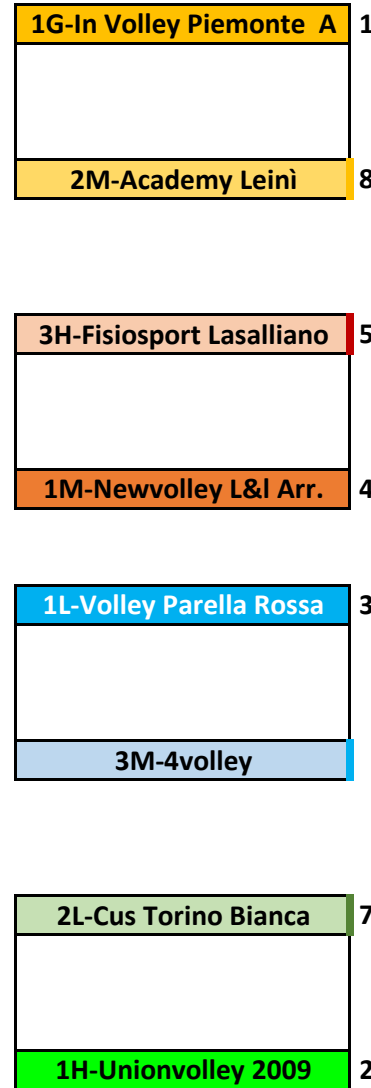 1G-In Volley Piemonte A 1
2M-Academy Leinì 8
3H-Fisiosport Lasalliano 5
1M-Newvolley L&l Arr. 4
1L-Volley Parella Rossa 3
3M-4volley
2L-Cus Torino Bianca 7
1H-Unionvolley 2009 2